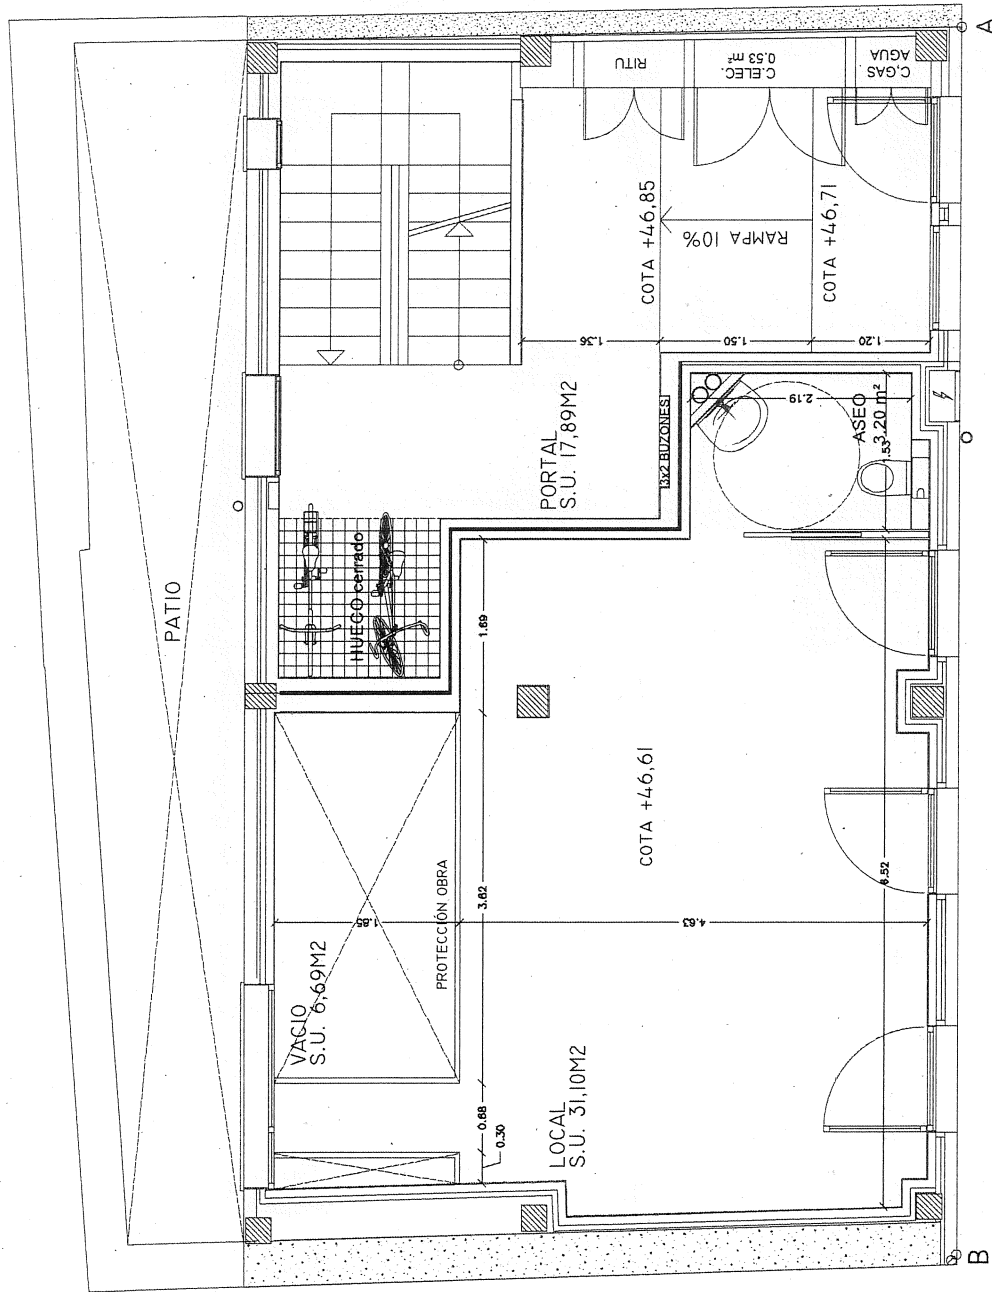 PATIO
VACIO
S.U. 6,69M2
PROTECCIÓN OBRA
HUECO cerrado
PORTAL
S.U. 17,89M2
3x2 BUZONES
LOCAL
S.U. 31,10M2
COTA +46,61
COTA +46,85
RAMPA 10%
COTA +46,71
RITU
C.ELEC.
0.53 m²
C,GAS
AGUA
ASEO
3.20 m²
1.36
1.50
1.20
2.19
.53
1.69
3.62
0.68
0.30
1.85
4.63
6.52
A
B